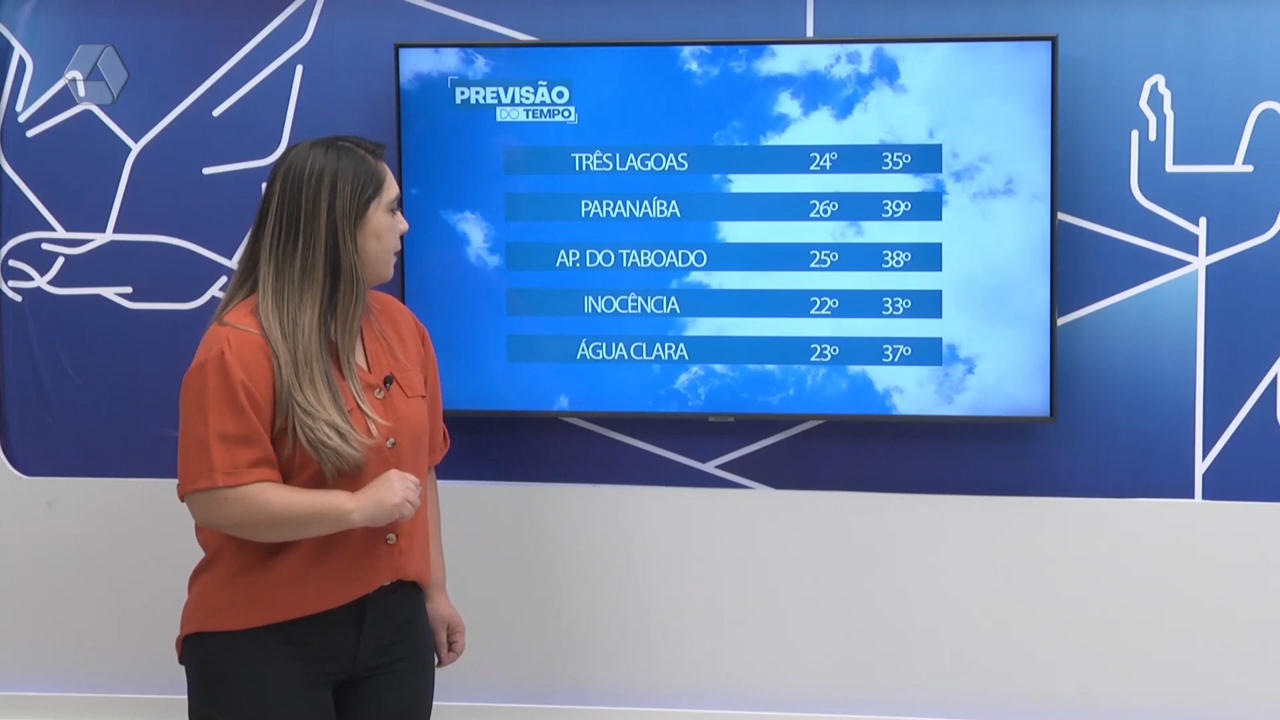 PREVISÃO
DO TEMPO
TRÊS LAGOAS 24° 35º
PARANAÍBA 26º 39º
AP. DO TABOADO 25º 38º
INOCÊNCIA 22º 33º
ÁGUA CLARA 23º 37º